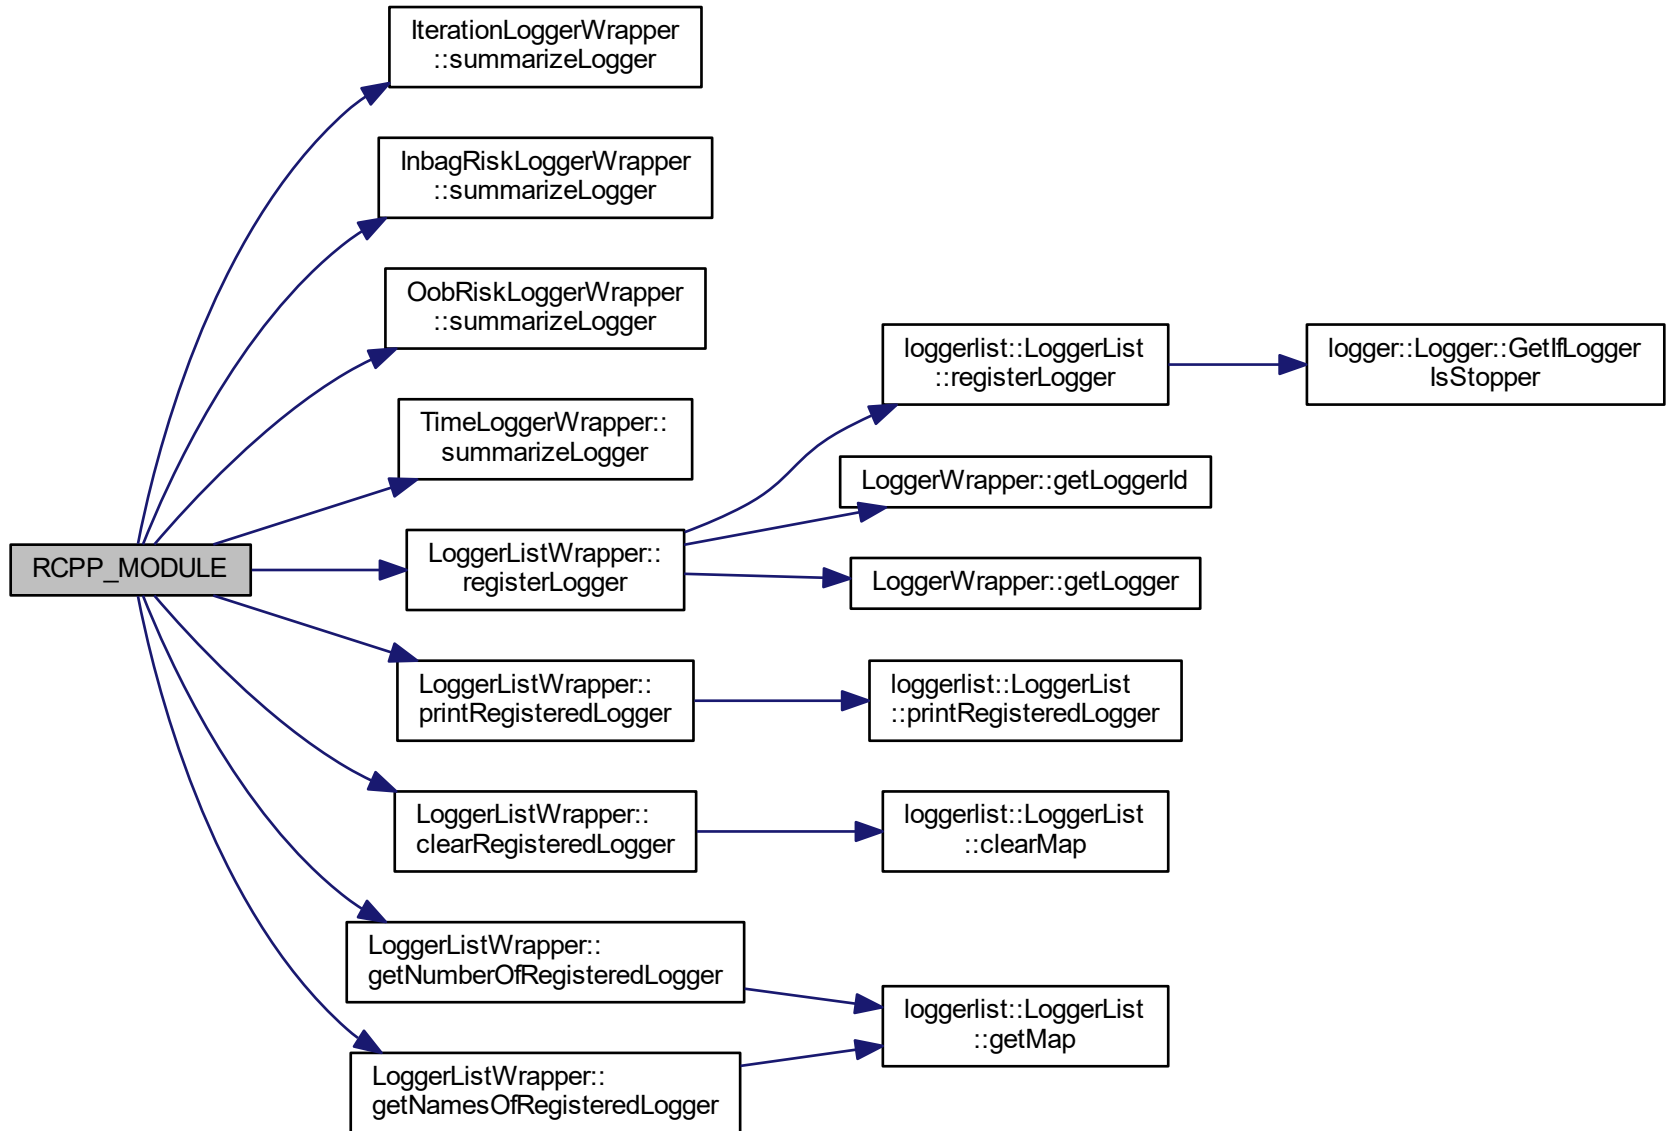 IterationLoggerWrapper
::summarizeLogger
InbagRiskLoggerWrapper
::summarizeLogger
OobRiskLoggerWrapper
::summarizeLogger
TimeLoggerWrapper::
summarizeLogger
RCPP_MODULE
LoggerListWrapper::
registerLogger
loggerlist::LoggerList
::registerLogger
logger::Logger::GetIfLogger
IsStopper
LoggerWrapper::getLoggerId
LoggerWrapper::getLogger
LoggerListWrapper::
printRegisteredLogger
loggerlist::LoggerList
::printRegisteredLogger
LoggerListWrapper::
clearRegisteredLogger
loggerlist::LoggerList
::clearMap
LoggerListWrapper::
getNumberOfRegisteredLogger
loggerlist::LoggerList
::getMap
LoggerListWrapper::
getNamesOfRegisteredLogger